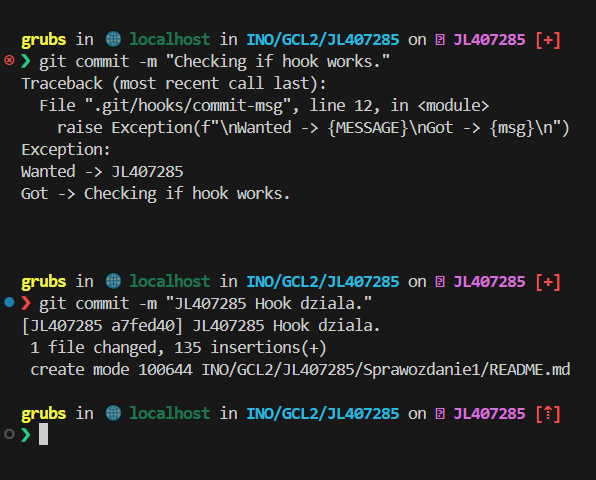 grubs in 🌐 localhost in INO/GCL2/JL407285 on JL407285 [+]
❯ git commit -m "Checking if hook works."
Traceback (most recent call last):
  File ".git/hooks/commit-msg", line 12, in <module>
    raise Exception(f"\nWanted -> {MESSAGE}\nGot -> {msg}\n")
Exception:
Wanted -> JL407285
Got -> Checking if hook works.
grubs in 🌐 localhost in INO/GCL2/JL407285 on JL407285 [+]
❯ git commit -m "JL407285 Hook dziala."
[JL407285 a7fed40] JL407285 Hook dziala.
 1 file changed, 135 insertions(+)
 create mode 100644 INO/GCL2/JL407285/Sprawozdanie1/README.md
grubs in 🌐 localhost in INO/GCL2/JL407285 on JL407285 [⇡]
❯